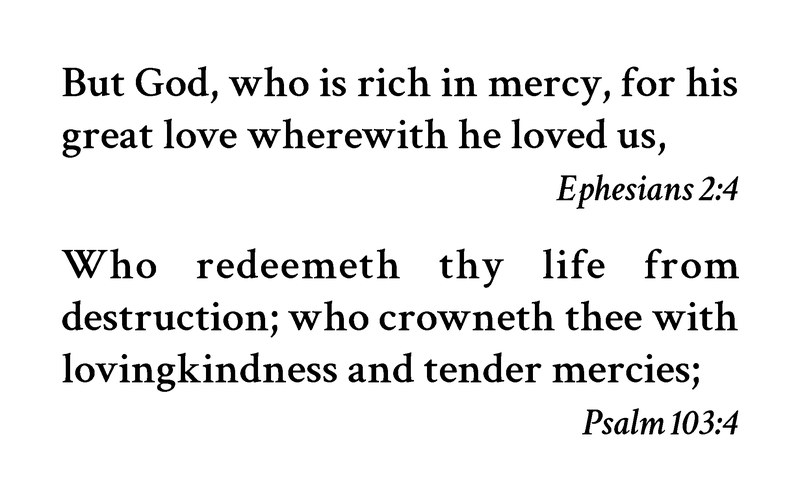 But God, who is rich in mercy, for his
great love wherewith he loved us,
Ephesians 2:4
Who redeemeth thy life from
destruction; who crowneth thee with
lovingkindness and tender mercies;
Psalm 103:4